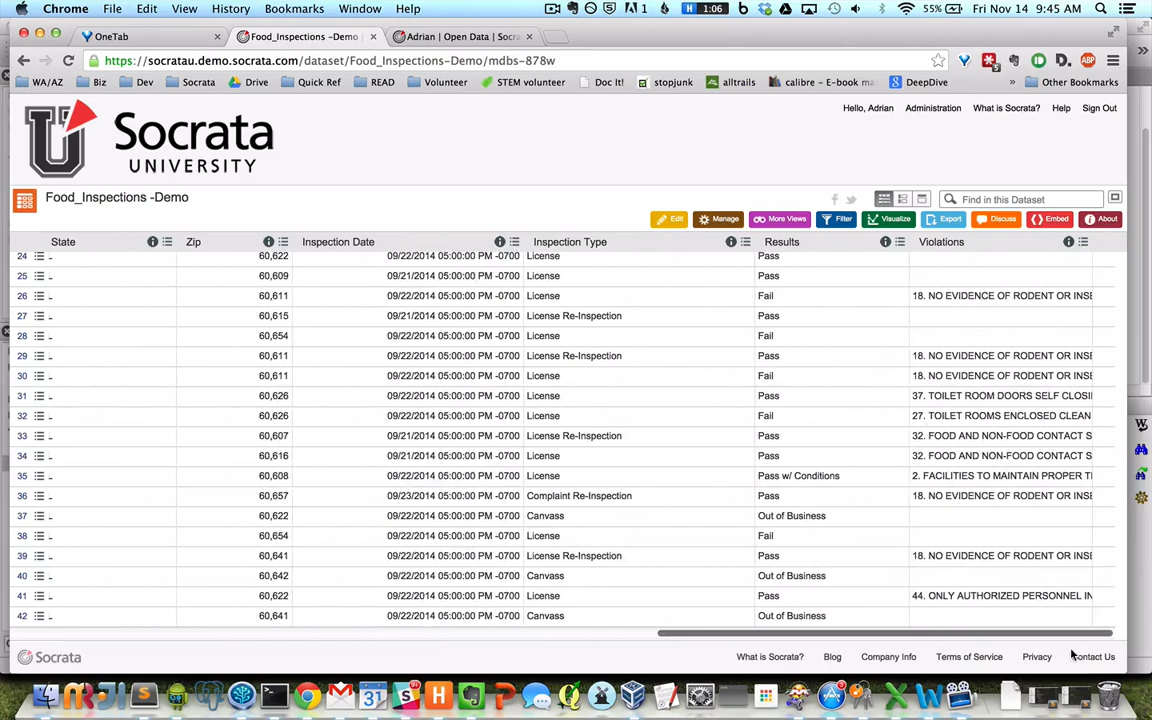 Chrome File Edit View History Bookmarks Window Help 1 1:06 55% Fri Nov 14 9:45 AM
OneTab Food_Inspections -Demo Adrian | Open Data | Socra
https://socratau.demo.socrata.com/dataset/Food_Inspections-Demo/mdbs-878w
WA/AZ Biz Dev Socrata Drive Quick Ref READ Volunteer STEM volunteer Doc It! stopjunk alltrails calibre - E-book ma DeepDive » Other Bookmarks
Hello, Adrian Administration What is Socrata? Help Sign Out
Socrata
UNIVERSITY
Food_Inspections -Demo
Find in this Dataset
Edit Manage More Views Filter Visualize Export Discuss Embed About
State Zip Inspection Date Inspection Type Results Violations
24 60,622 09/22/2014 05:00:00 PM -0700 License Pass
25 60,609 09/21/2014 05:00:00 PM -0700 License Pass
26 60,611 09/22/2014 05:00:00 PM -0700 License Fail 18. NO EVIDENCE OF RODENT OR INSE
27 60,615 09/21/2014 05:00:00 PM -0700 License Re-Inspection Pass
28 60,654 09/22/2014 05:00:00 PM -0700 License Fail
29 60,611 09/22/2014 05:00:00 PM -0700 License Re-Inspection Pass 18. NO EVIDENCE OF RODENT OR INSE
30 60,611 09/22/2014 05:00:00 PM -0700 License Fail 18. NO EVIDENCE OF RODENT OR INSE
31 60,626 09/22/2014 05:00:00 PM -0700 License Pass 37. TOILET ROOM DOORS SELF CLOSI
32 60,626 09/22/2014 05:00:00 PM -0700 License Fail 27. TOILET ROOMS ENCLOSED CLEAN
33 60,607 09/21/2014 05:00:00 PM -0700 License Re-Inspection Pass 32. FOOD AND NON-FOOD CONTACT S
34 60,616 09/21/2014 05:00:00 PM -0700 License Pass 32. FOOD AND NON-FOOD CONTACT S
35 60,608 09/22/2014 05:00:00 PM -0700 License Pass w/ Conditions 2. FACILITIES TO MAINTAIN PROPER TE
36 60,657 09/23/2014 05:00:00 PM -0700 Complaint Re-Inspection Pass 18. NO EVIDENCE OF RODENT OR INSE
37 60,622 09/22/2014 05:00:00 PM -0700 Canvass Out of Business
38 60,654 09/22/2014 05:00:00 PM -0700 License Fail
39 60,641 09/22/2014 05:00:00 PM -0700 License Re-Inspection Pass 18. NO EVIDENCE OF RODENT OR INSE
40 60,642 09/22/2014 05:00:00 PM -0700 Canvass Out of Business
41 60,622 09/22/2014 05:00:00 PM -0700 License Pass 44. ONLY AUTHORIZED PERSONNEL IN
42 60,641 09/22/2014 05:00:00 PM -0700 Canvass Out of Business
Socrata What is Socrata? Blog Company Info Terms of Service Privacy Contact Us